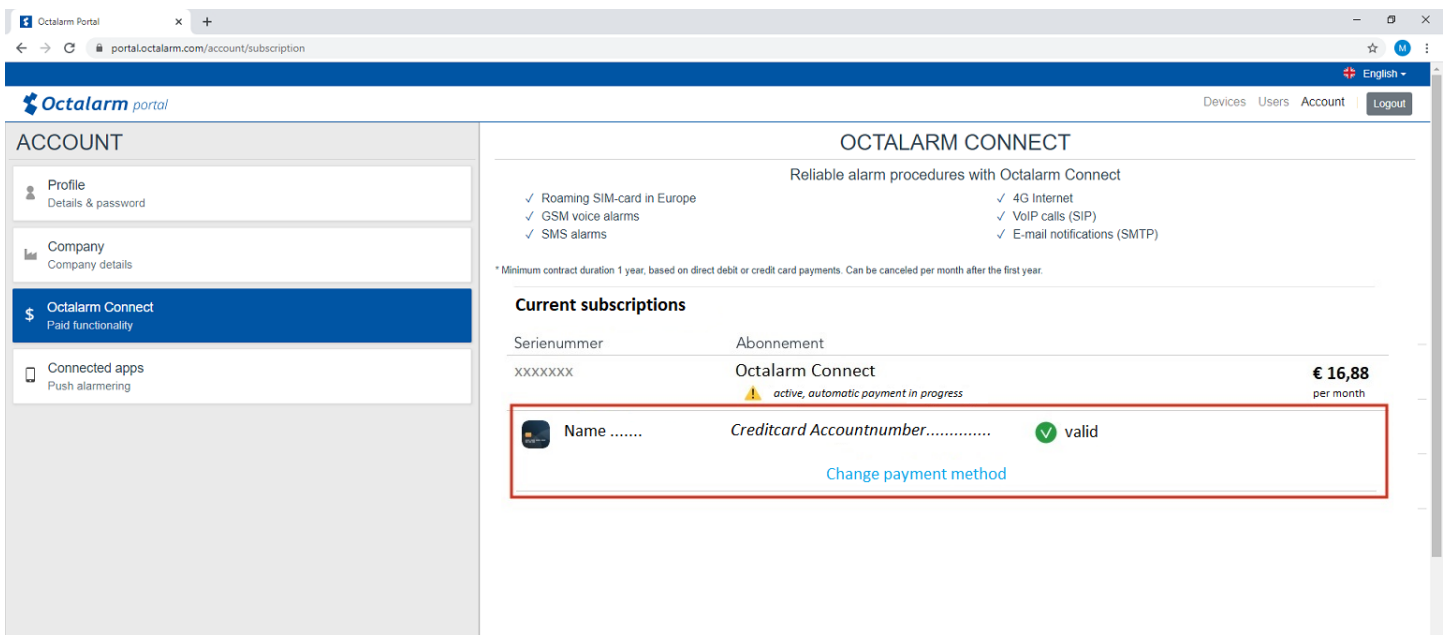 Octalarm Portal
portal.octalarm.com/account/subscription
M
English
Octalarm portal
Devices Users Account Logout
ACCOUNT
Profile
Details & password
Company
Company details
$ Octalarm Connect
Paid functionality
Connected apps
Push alarmering
OCTALARM CONNECT
Reliable alarm procedures with Octalarm Connect
✓ Roaming SIM-card in Europe
✓ GSM voice alarms
✓ SMS alarms
✓ 4G Internet
✓ VoIP calls (SIP)
✓ E-mail notifications (SMTP)
* Minimum contract duration 1 year, based on direct debit or credit card payments. Can be canceled per month after the first year.
Current subscriptions
Serienummer Abonnement
xxxxxxx Octalarm Connect € 16,88
active, automatic payment in progress per month
Name ....... Creditcard Accountnumber.............. valid
Change payment method